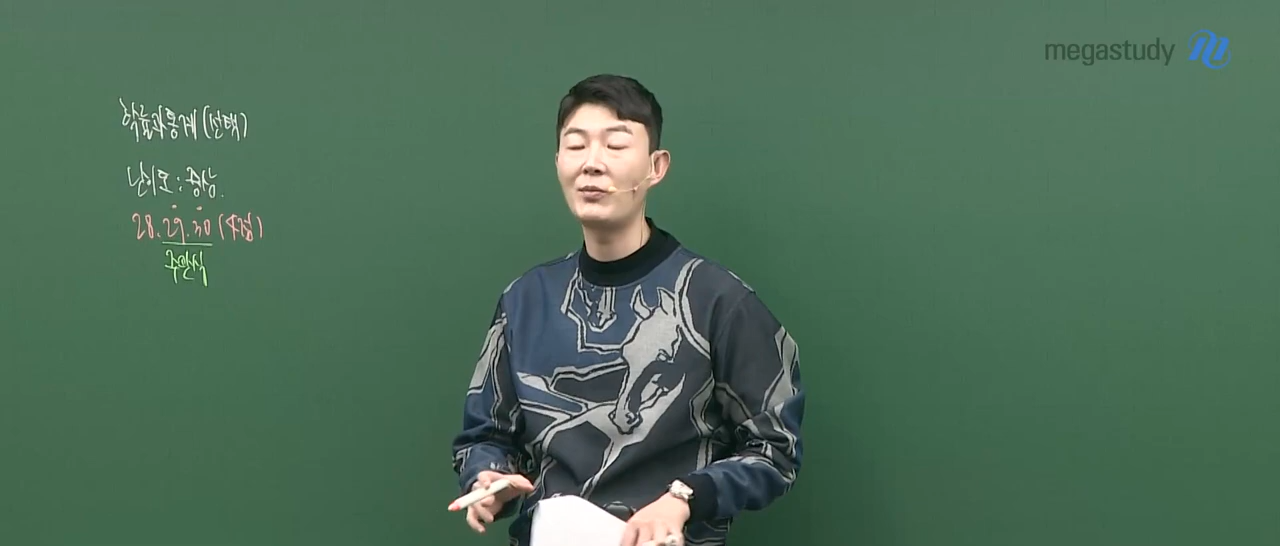 megastudy
확률과통계 (선택)
난이도 : 중상.
28. 29. 30 (4점)
주관식